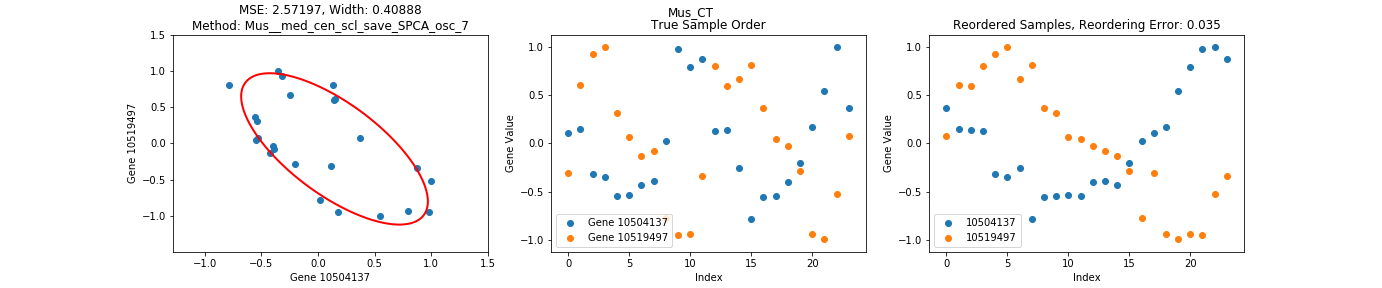 MSE: 2.57197, Width: 0.40888
Method: Mus__med_cen_scl_save_SPCA_osc_7
1.5
1.0
0.5
0.0
−0.5
−1.0
Gene 10519497
−1.0
−0.5
0.0
0.5
1.0
1.5
Gene 10504137
Mus_CT
True Sample Order
1.0
0.5
0.0
−0.5
−1.0
Gene Value
Gene 10504137
Gene 10519497
0
5
10
15
20
Index
Reordered Samples, Reordering Error: 0.035
1.0
0.5
0.0
−0.5
−1.0
Gene Value
10504137
10519497
0
5
10
15
20
Index